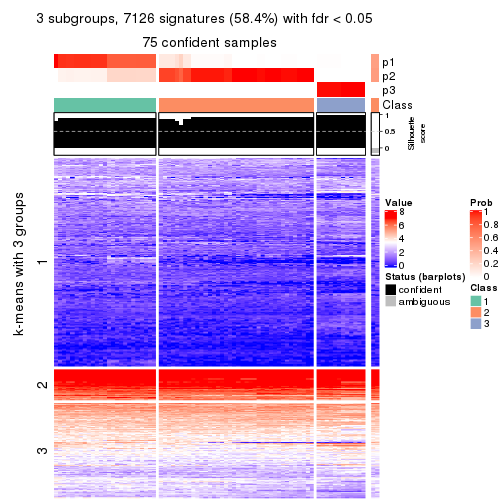 3 subgroups, 7126 signatures (58.4%) with fdr < 0.05
75 confident samples
p1
p2
p3
Class
1
0.5
0
Silhouette
score
k-means with 3 groups
1
2
3
Value
8
6
4
2
0
Status (barplots)
confident
ambiguous
Prob
1
0.8
0.6
0.4
0.2
0
Class
1
2
3